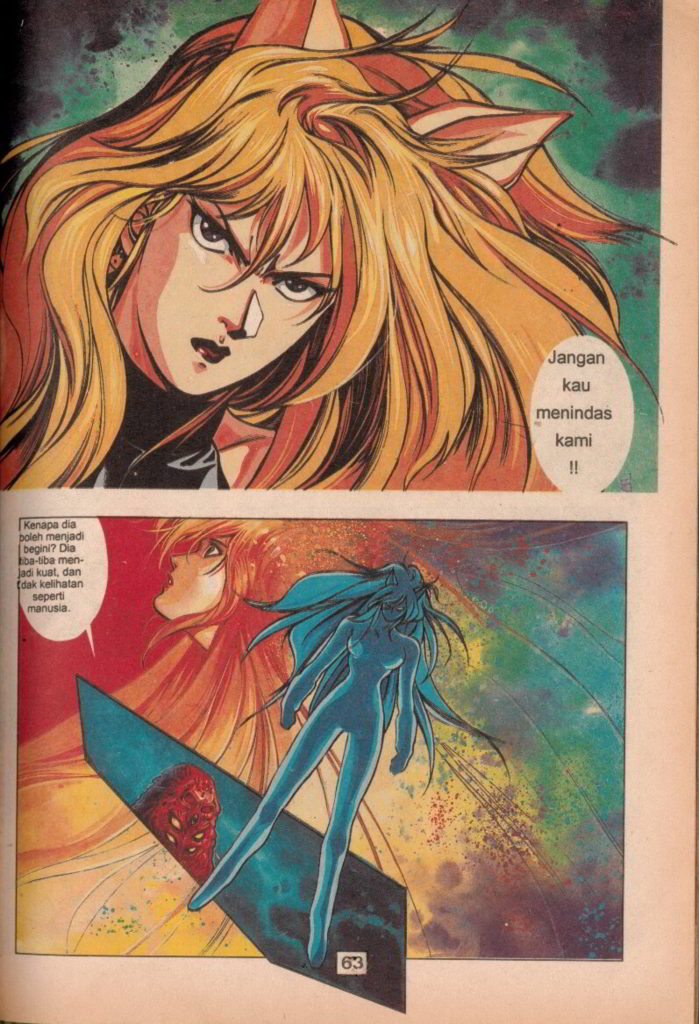 Jangan
kau
menindas
kami
!!
Kenapa dia
boleh menjadi
begini? Dia
tiba-tiba men-
jadi kuat, dan
tidak kelihatan
seperti
manusia.
63